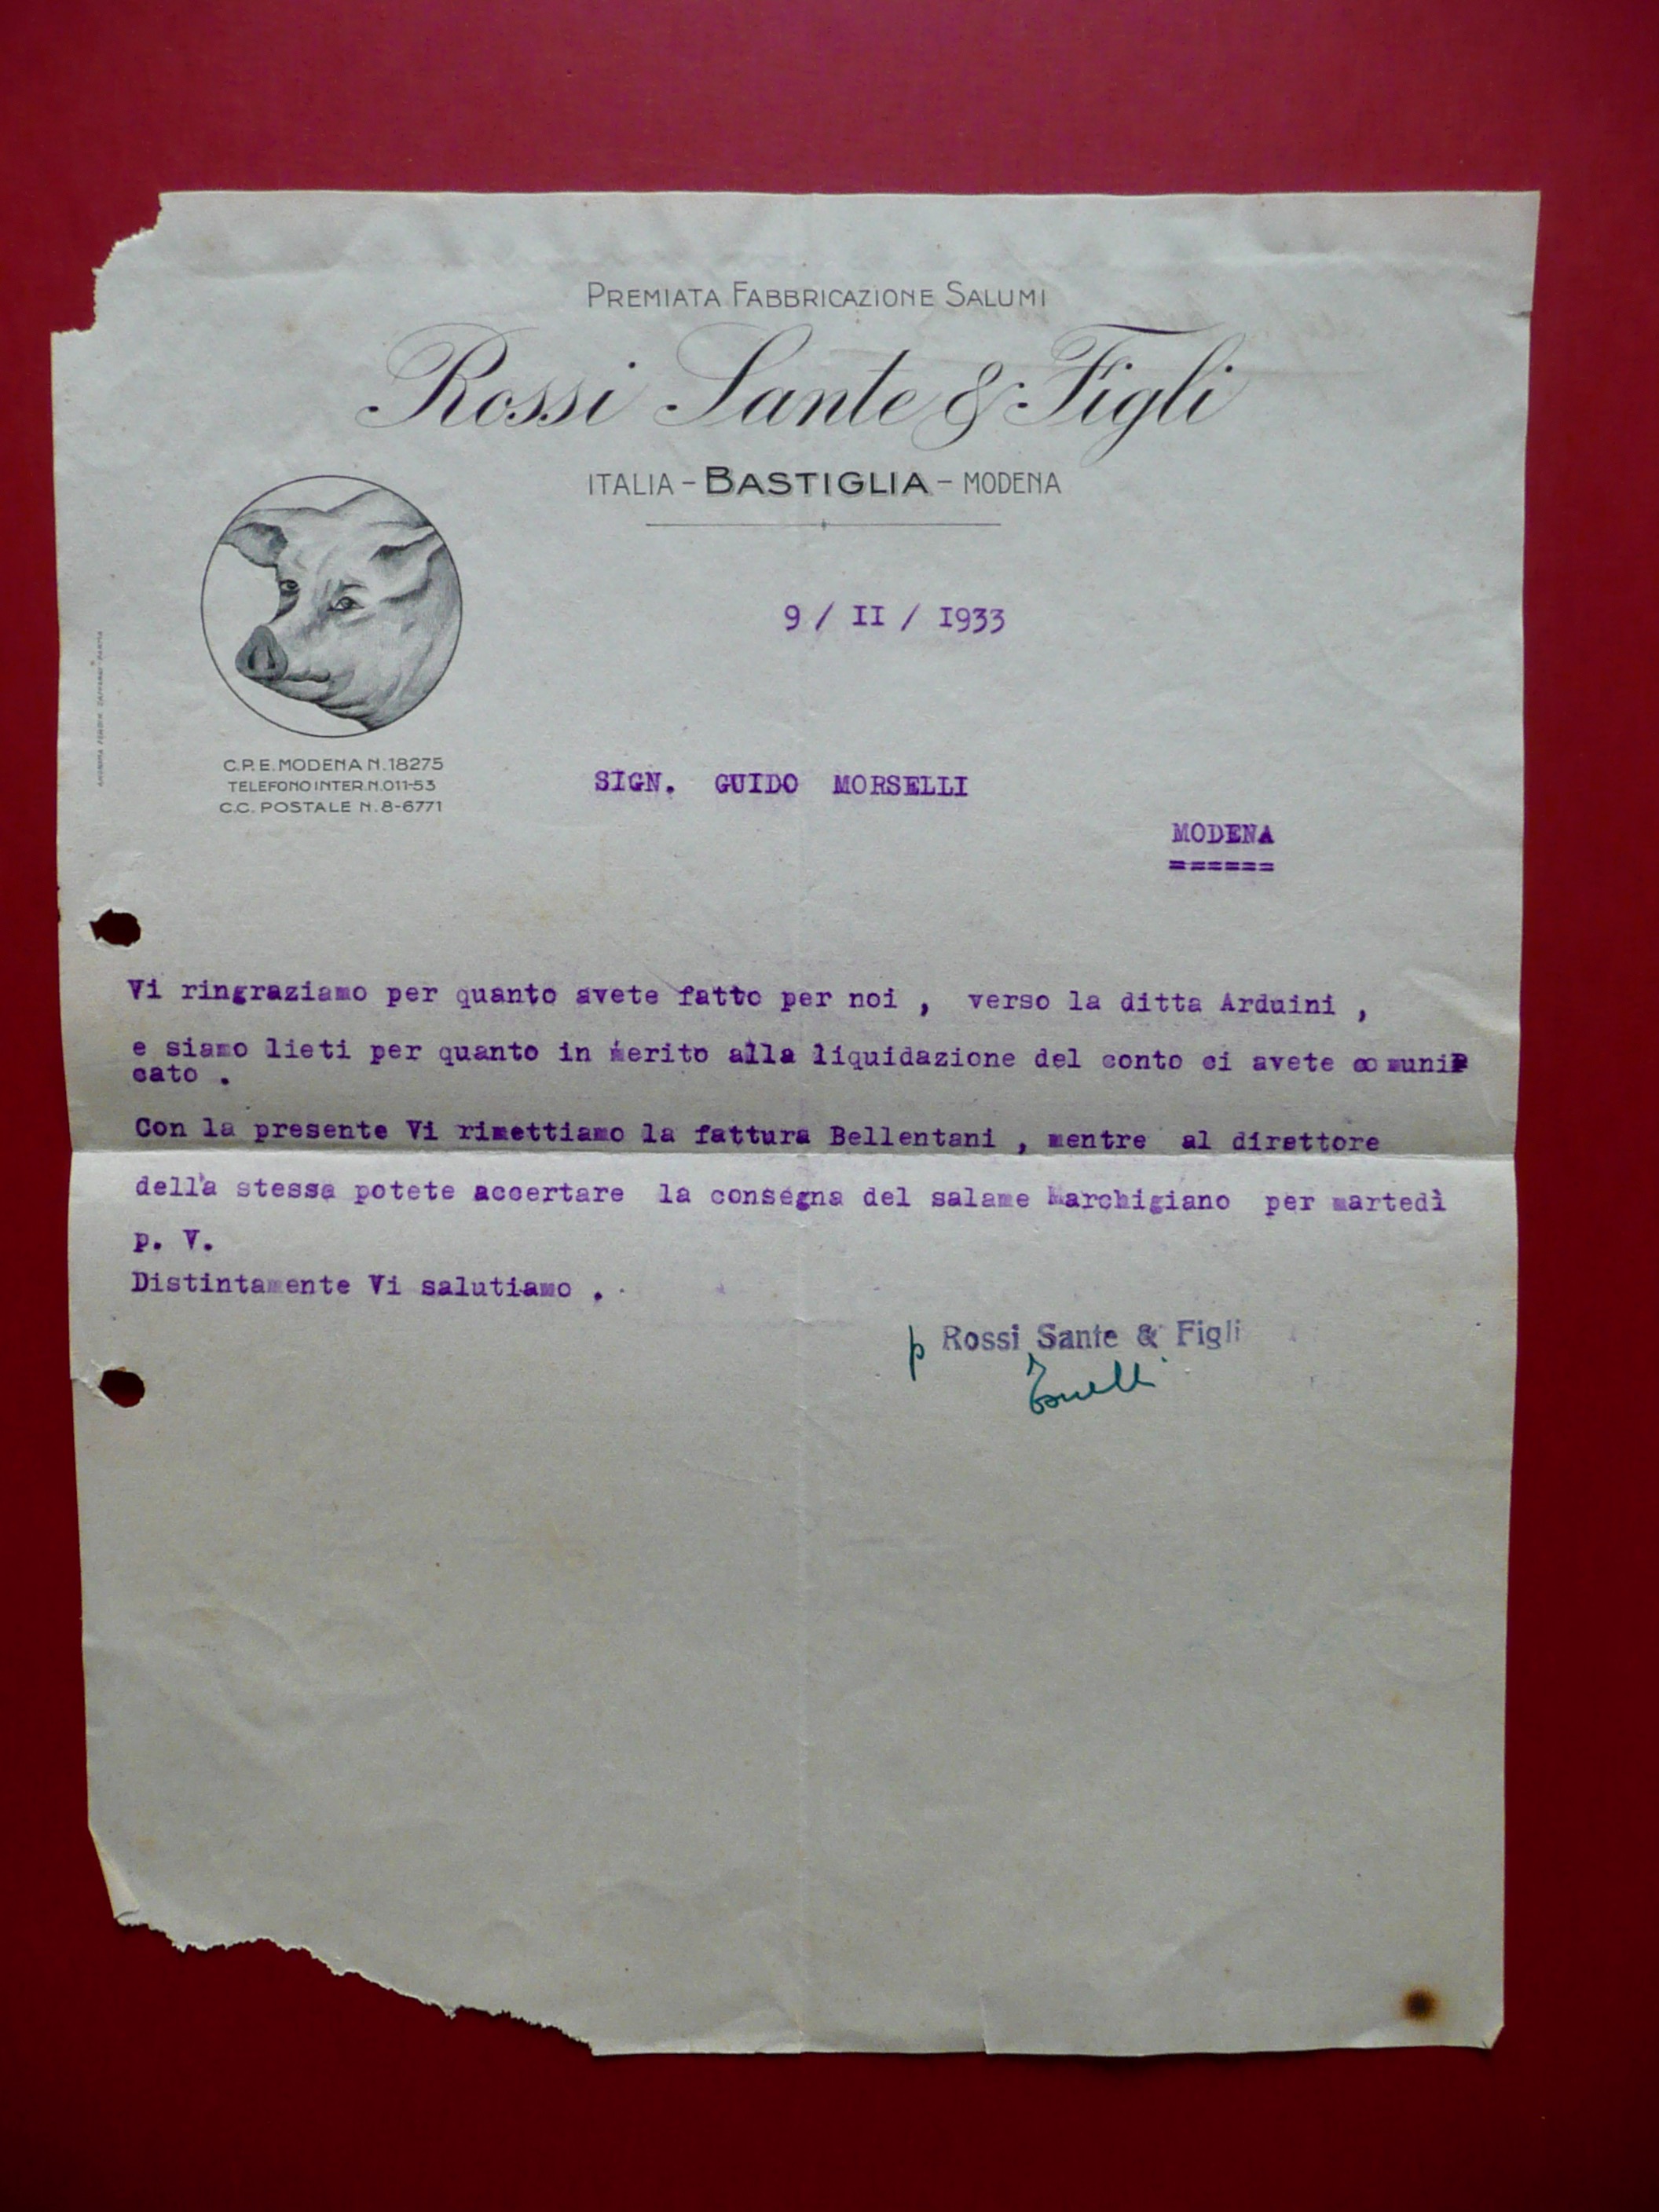 PREMIATA FABBRICAZIONE SALUMI
Rossi Sante & Figli
ITALIA - BASTIGLIA - MODENA
9 / II / I933
C.P.E. MODENA N. 18275
TELEFONO INTER. N. 011-53
C.C. POSTALE N. 8-6771
SIGN. GUIDO MORSELLI
MODENA
======
Vi ringraziamo per quanto avete fatto per noi , verso la ditta Arduini ,
e siamo lieti per quanto in merito alla liquidazione del conto ci avete comuni
cato .
Con la presente Vi rimettiamo la fattura Bellentani , mentre al direttore
della stessa potete accertare la consegna del salame Marchigiano per martedì
p. V.
Distintamente Vi salutiamo .
p Rossi Sante & Figli